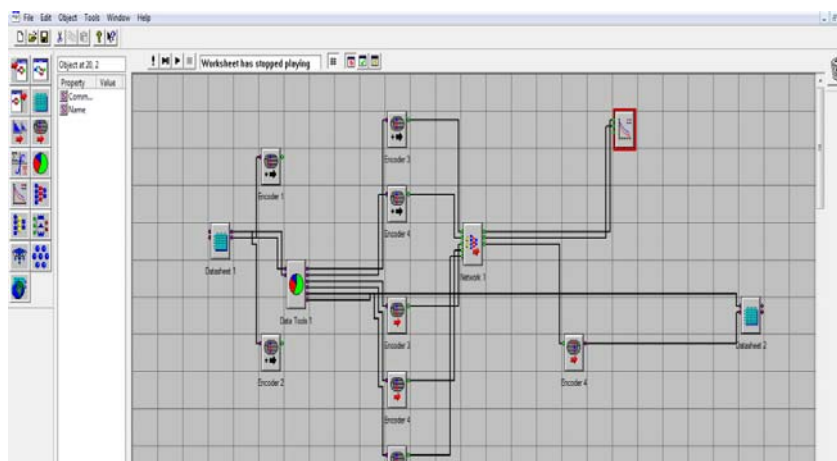 File Edit Object Tools Window Help
Object at 20, 2
Worksheet has stopped playing
Property Value
Comm...
Name
Encoder 3
Encoder 1
Encoder 4
Datasheet 1
Network 1
Data Tools 1
Encoder 3
Datasheet 2
Encoder 2
Encoder 4
Encoder 4